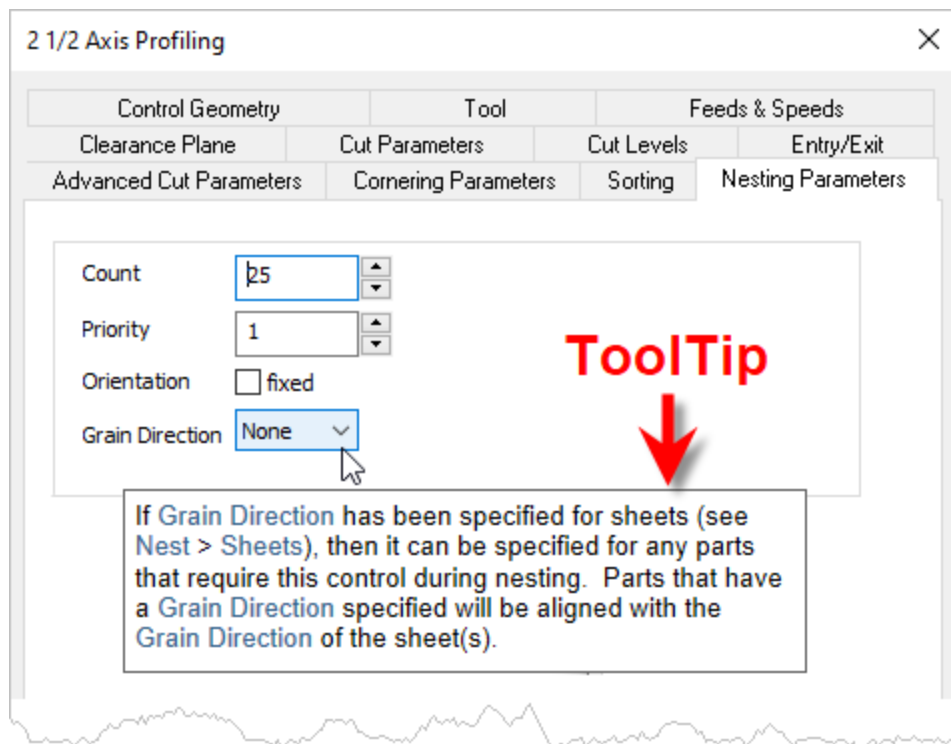 2 1/2 Axis Profiling
Control Geometry Tool Feeds & Speeds
Clearance Plane Cut Parameters Cut Levels Entry/Exit
Advanced Cut Parameters Cornering Parameters Sorting Nesting Parameters
Count 25
Priority 1
ToolTip
Orientation fixed
Grain Direction None
If Grain Direction has been specified for sheets (see
Nest > Sheets), then it can be specified for any parts
that require this control during nesting. Parts that have
a Grain Direction specified will be aligned with the
Grain Direction of the sheet(s).